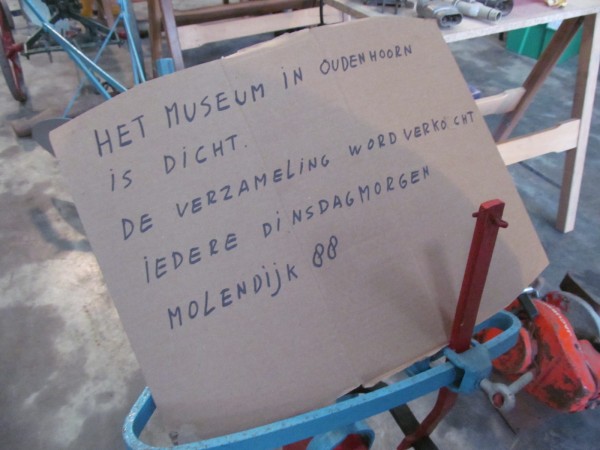 HET MUSEUM iN OUDENHOORN
iS DiCHT.
DE VERZAMELiNG WORD VERKOCHT
iEDERE DiNSDAGMORGEN
MOLENDijK 88